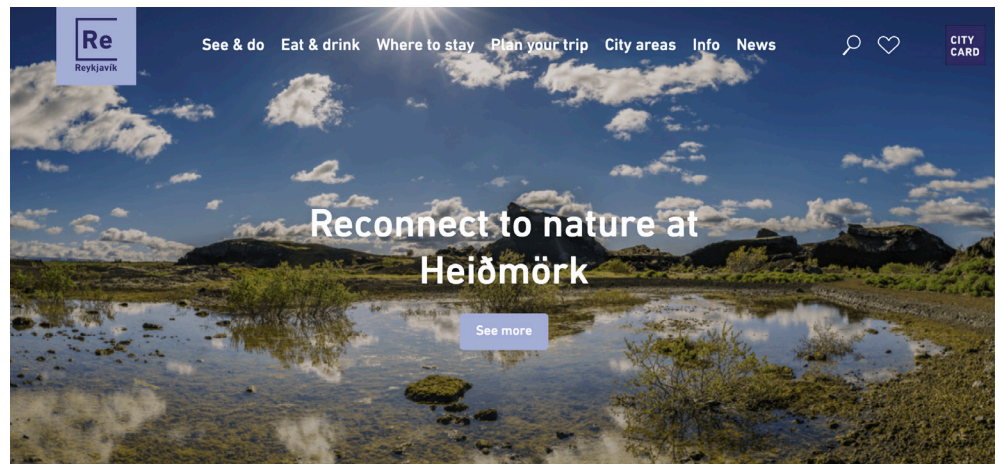 Re
Reykjavík
See & do Eat & drink Where to stay Plan your trip City areas Info News
CITY
CARD
Reconnect to nature at
Heiðmörk
See more